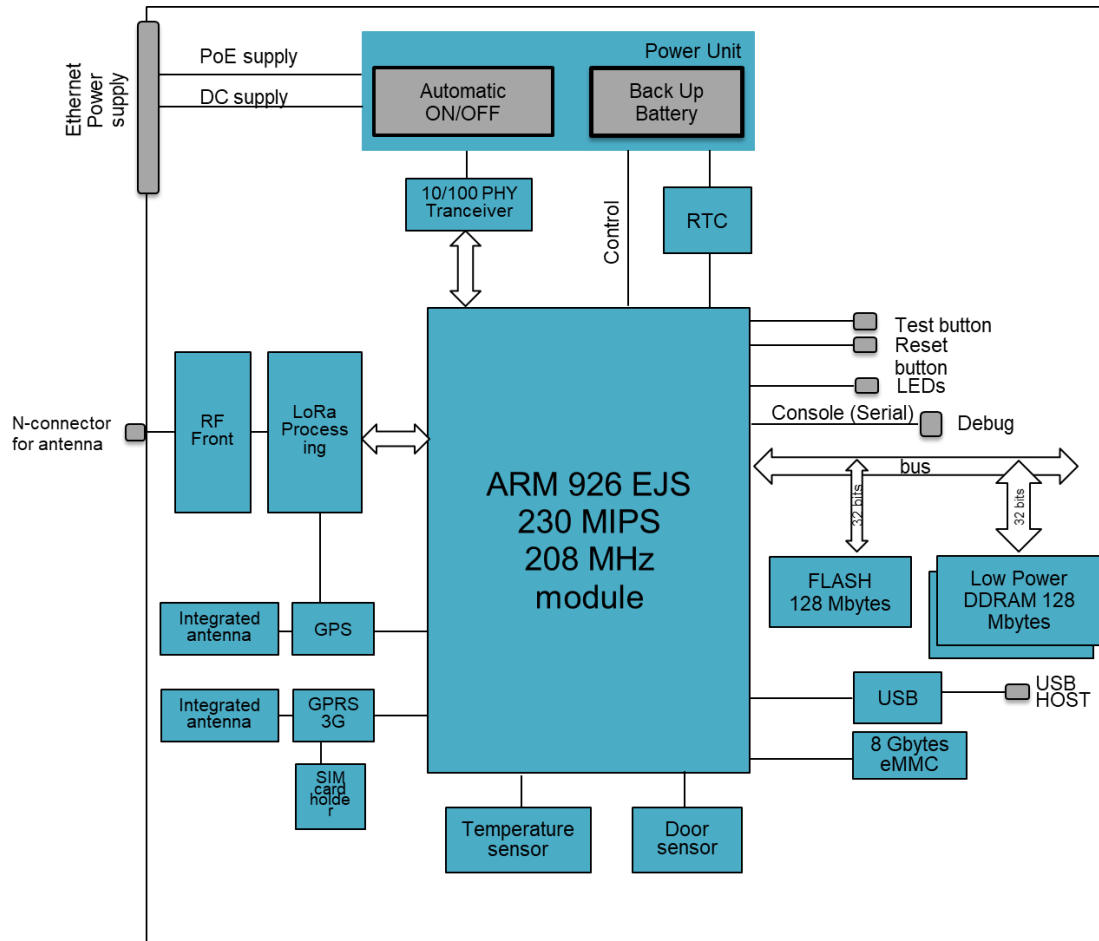 Ethernet
Power
supply
PoE supply
DC supply
Power Unit
Automatic
ON/OFF
Back Up
Battery
10/100 PHY
Tranceiver
Control
RTC
Test button
Reset
button
LEDs
Console (Serial)
Debug
N-connector
for antenna
RF
Front
LoRa
Process
ing
ARM 926 EJS
230 MIPS
208 MHz
module
bus
32 bits
32 bits
FLASH
128 Mbytes
Low Power
DDRAM 128
Mbytes
Integrated
antenna
GPS
Integrated
antenna
GPRS
3G
SIM
card
holde
r
USB
USB
HOST
8 Gbytes
eMMC
Temperature
sensor
Door
sensor